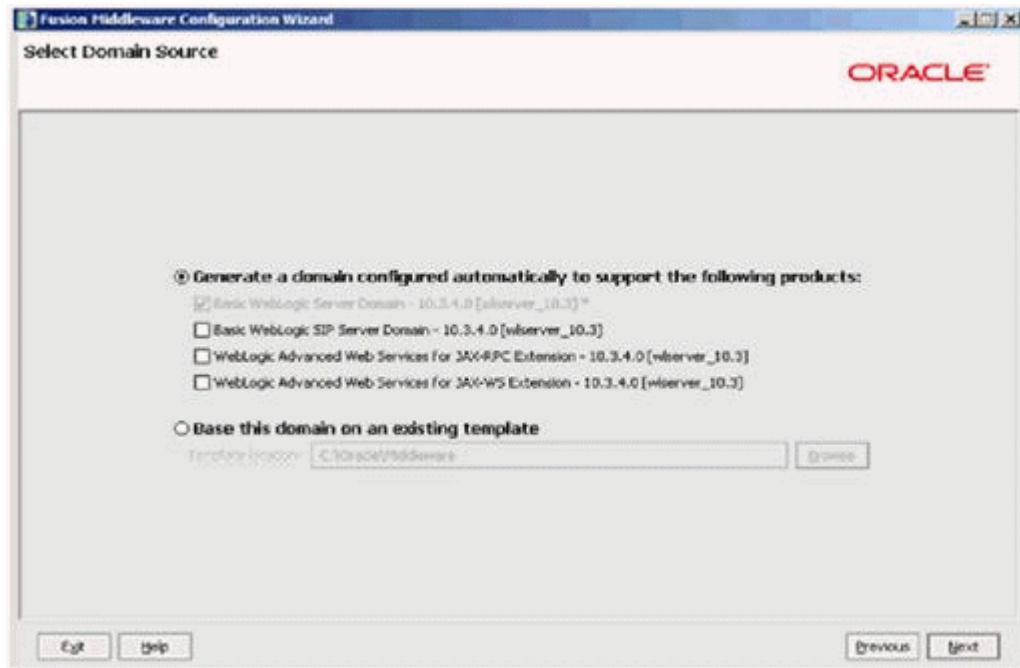 Fusion Middleware Configuration Wizard
Select Domain Source
ORACLE
Generate a domain configured automatically to support the following products:
Basic WebLogic Server Domain - 10.3.4.0 [wlserver_10.3] *
Basic WebLogic SIP Server Domain - 10.3.4.0 [wlserver_10.3]
WebLogic Advanced Web Services for JAX-RPC Extension - 10.3.4.0 [wlserver_10.3]
WebLogic Advanced Web Services for JAX-WS Extension - 10.3.4.0 [wlserver_10.3]
Base this domain on an existing template
Template location: C:\Oracle\Middleware Browse
Exit Help Previous Next